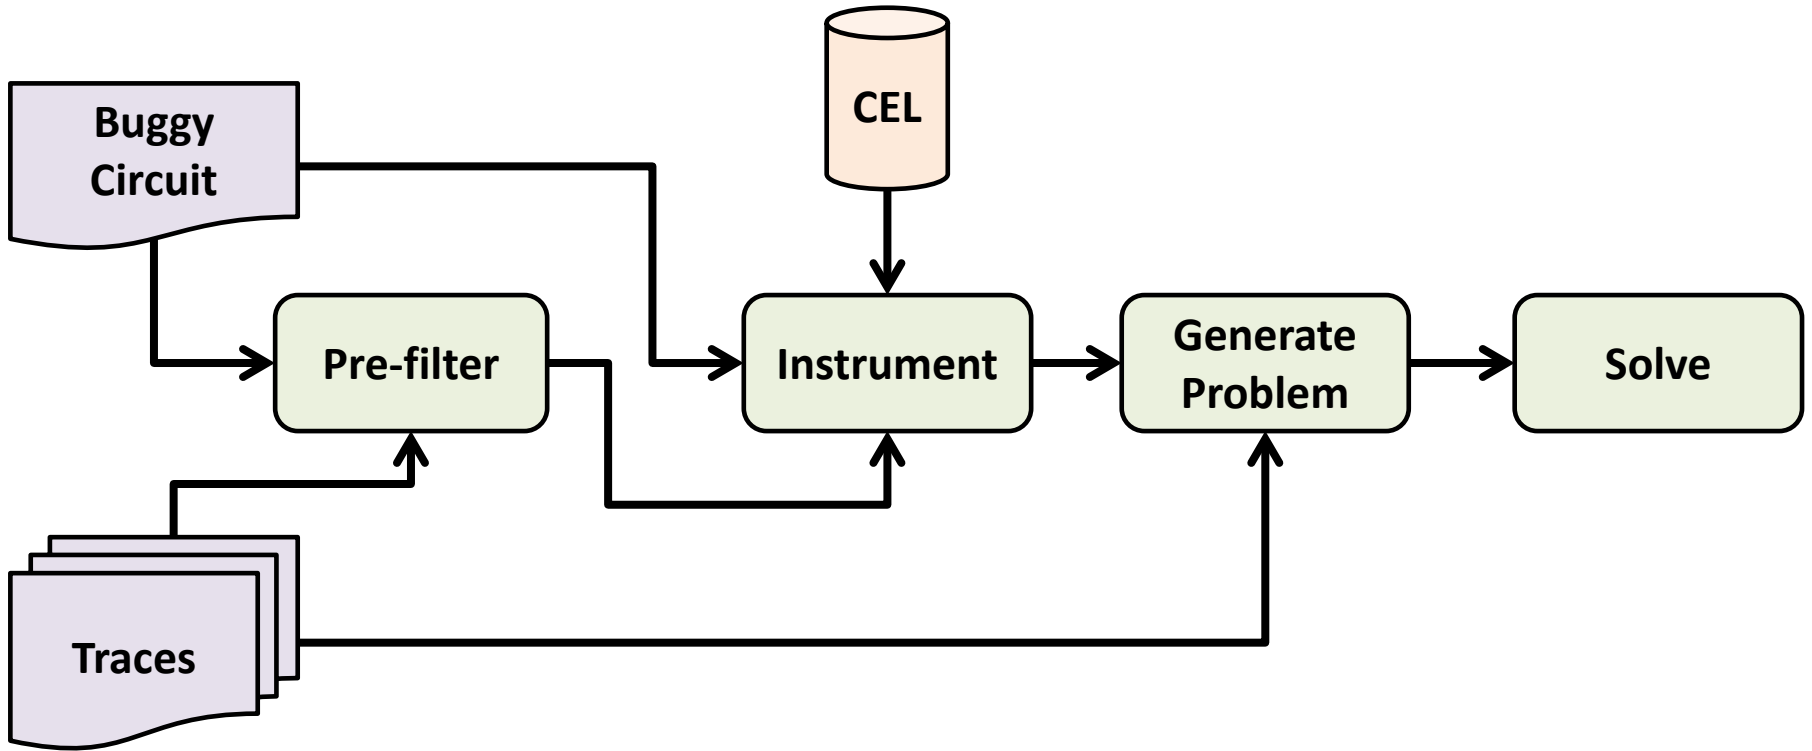 CEL
Buggy
Circuit
Pre-filter
Instrument
Generate
Problem
Solve
Traces